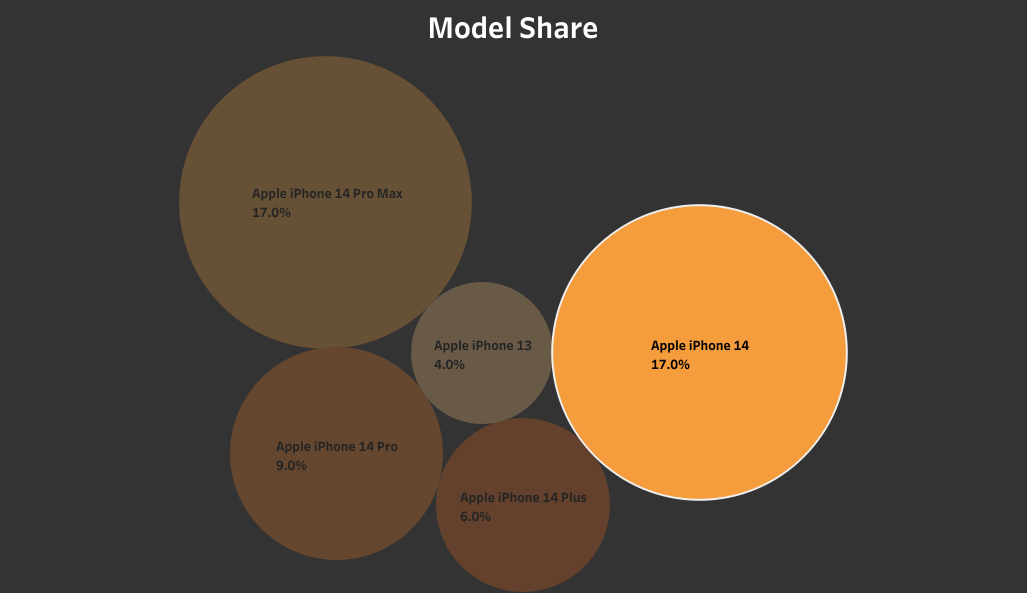 Model Share
Apple iPhone 14 Pro Max
17.0%
Apple iPhone 13
4.0%
Apple iPhone 14
17.0%
Apple iPhone 14 Pro
9.0%
Apple iPhone 14 Plus
6.0%